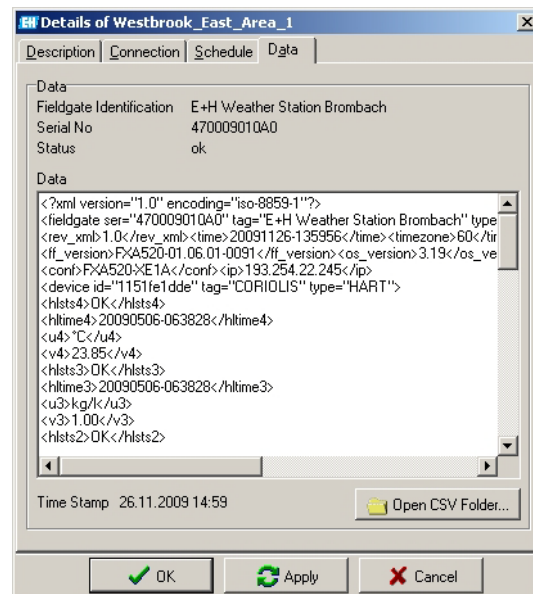 EH Details of Westbrook_East_Area_1
Description Connection Schedule Data
Data
Fieldgate Identification E+H Weather Station Brombach
Serial No 470009010A0
Status ok
Data
<?xml version="1.0" encoding="iso-8859-1"?>
<fieldgate ser="470009010A0" tag="E+H Weather Station Brombach" type
<rev_xml>1.0</rev_xml><time>20091126-135956</time><timezone>60</tir
<ff_version>FXA520-01.06.01-0091</ff_version><os_version>3.19</os_ve
<conf>FXA520-XE1A</conf><ip>193.254.22.245</ip>
<device id="1151fe1dde" tag="CORIOLIS" type="HART">
<hlsts4>OK</hlsts4>
<hltime4>20090506-063828</hltime4>
<u4>°C</u4>
<v4>23.85</v4>
<hlsts3>OK</hlsts3>
<hltime3>20090506-063828</hltime3>
<u3>kg/l</u3>
<v3>1.00</v3>
<hlsts2>OK</hlsts2>
Time Stamp 26.11.2009 14:59
Open CSV Folder...
OK Apply Cancel